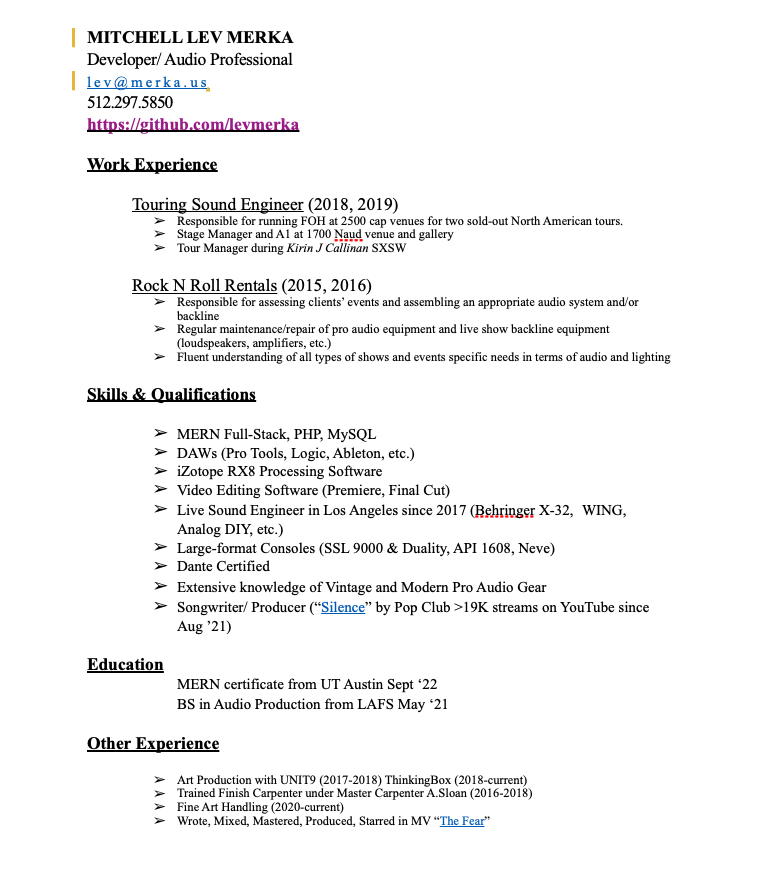 MITCHELL LEV MERKA
Developer/ Audio Professional
lev@merka.us
512.297.5850
https://github.com/levmerka
Work Experience
Touring Sound Engineer (2018, 2019)
➢ Responsible for running FOH at 2500 cap venues for two sold-out North American tours.
➢ Stage Manager and A1 at 1700 Naud venue and gallery
➢ Tour Manager during Kirin J Callinan SXSW
Rock N Roll Rentals (2015, 2016)
➢ Responsible for assessing clients’ events and assembling an appropriate audio system and/or
backline
➢ Regular maintenance/repair of pro audio equipment and live show backline equipment
(loudspeakers, amplifiers, etc.)
➢ Fluent understanding of all types of shows and events specific needs in terms of audio and lighting
Skills & Qualifications
➢ MERN Full-Stack, PHP, MySQL
➢ DAWs (Pro Tools, Logic, Ableton, etc.)
➢ iZotope RX8 Processing Software
➢ Video Editing Software (Premiere, Final Cut)
➢ Live Sound Engineer in Los Angeles since 2017 (Behringer X-32, WING,
Analog DIY, etc.)
➢ Large-format Consoles (SSL 9000 & Duality, API 1608, Neve)
➢ Dante Certified
➢ Extensive knowledge of Vintage and Modern Pro Audio Gear
➢ Songwriter/ Producer (“Silence” by Pop Club >19K streams on YouTube since
Aug ’21)
Education
MERN certificate from UT Austin Sept ‘22
BS in Audio Production from LAFS May ‘21
Other Experience
➢ Art Production with UNIT9 (2017-2018) ThinkingBox (2018-current)
➢ Trained Finish Carpenter under Master Carpenter A.Sloan (2016-2018)
➢ Fine Art Handling (2020-current)
➢ Wrote, Mixed, Mastered, Produced, Starred in MV “The Fear”